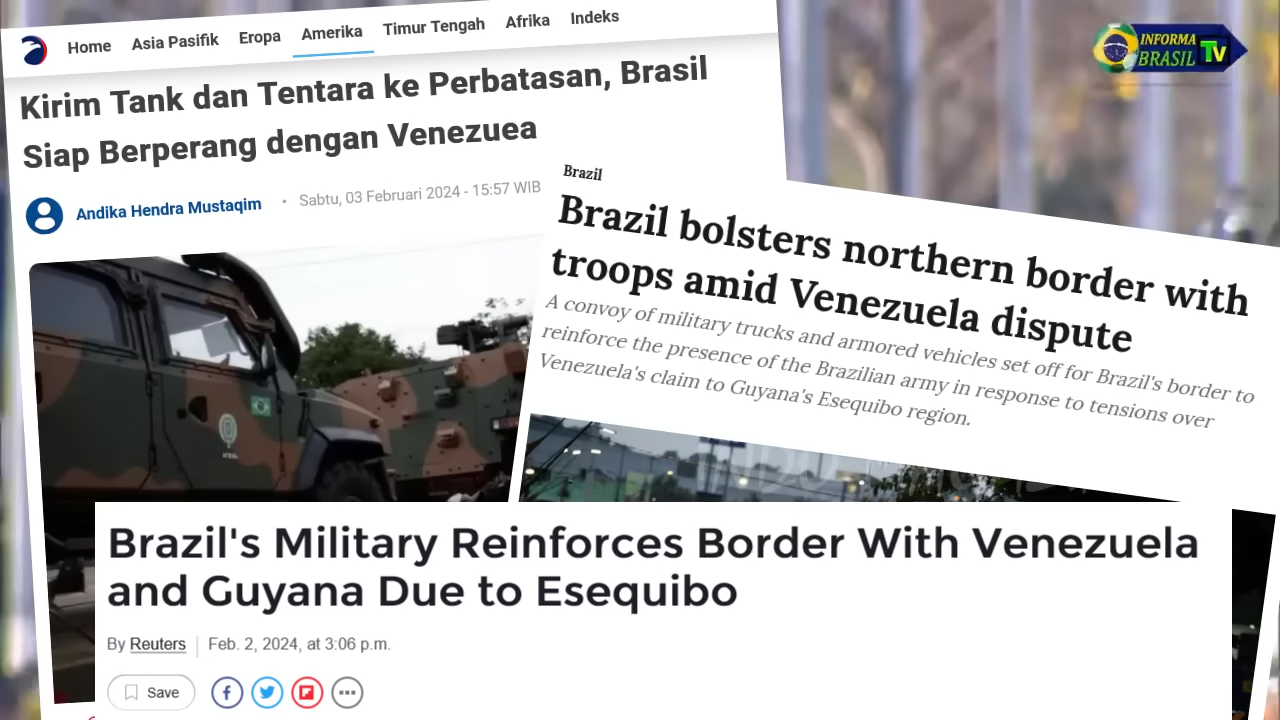 Home Asia Pasifik Eropa Amerika Timur Tengah Afrika Indeks
INFORMA
BRASIL TV
Kirim Tank dan Tentara ke Perbatasan, Brasil
Siap Berperang dengan Venezuea
Andika Hendra Mustaqim • Sabtu, 03 Februari 2024 - 15:57 WIB
Brazil
Brazil bolsters northern border with
troops amid Venezuela dispute
A convoy of military trucks and armored vehicles set off for Brazil's border to
reinforce the presence of the Brazilian army in response to tensions over
Venezuela's claim to Guyana's Esequibo region.
Brazil's Military Reinforces Border With Venezuela
and Guyana Due to Esequibo
By Reuters | Feb. 2, 2024, at 3:06 p.m.
Save